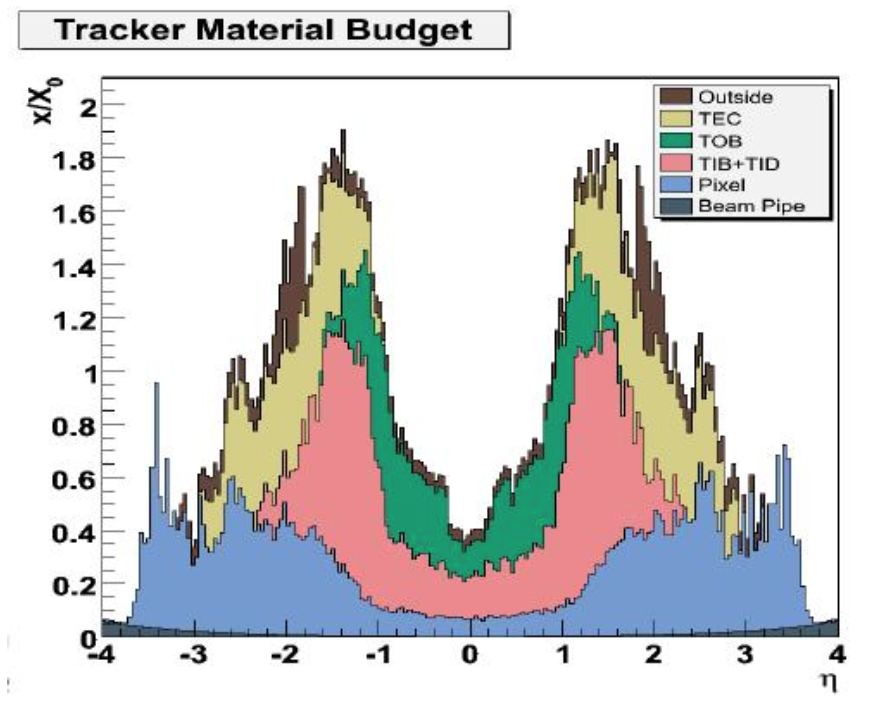 Tracker Material Budget
x/X0
2
1.8
1.6
1.4
1.2
1
0.8
0.6
0.4
0.2
0
Outside
TEC
TOB
TIB+TID
Pixel
Beam Pipe
-4 -3 -2 -1 0 1 2 3 4
η